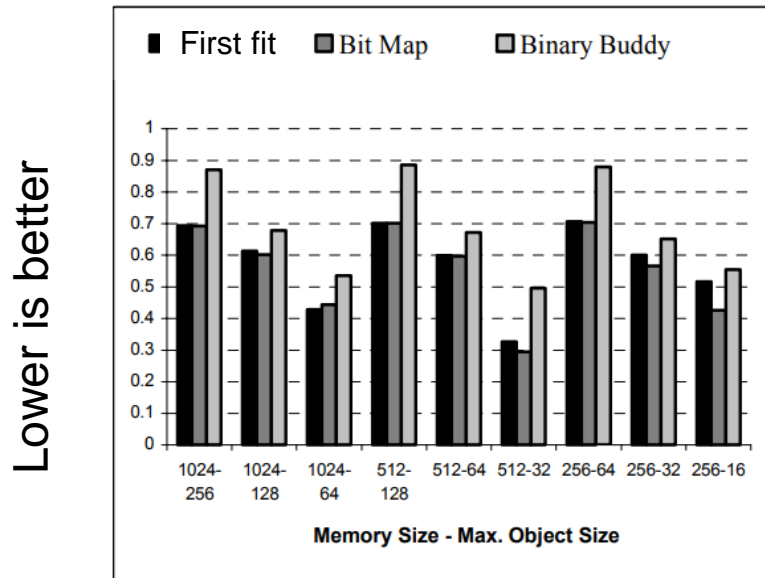 Lower is better
First fit Bit Map Binary Buddy
1
0.9
0.8
0.7
0.6
0.5
0.4
0.3
0.2
0.1
0
1024-256 1024-128 1024-64 512-128 512-64 512-32 256-64 256-32 256-16
Memory Size - Max. Object Size